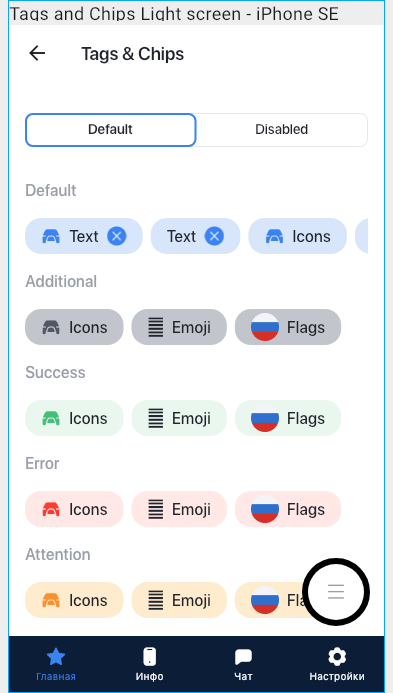 Tags and Chips Light screen - iPhone SE
Tags & Chips
Default Disabled
Default
Text Text Icons
Additional
Icons Emoji Flags
Success
Icons Emoji Flags
Error
Icons Emoji Flags
Attention
Icons Emoji Fla
Главная Инфо Чат Настройки